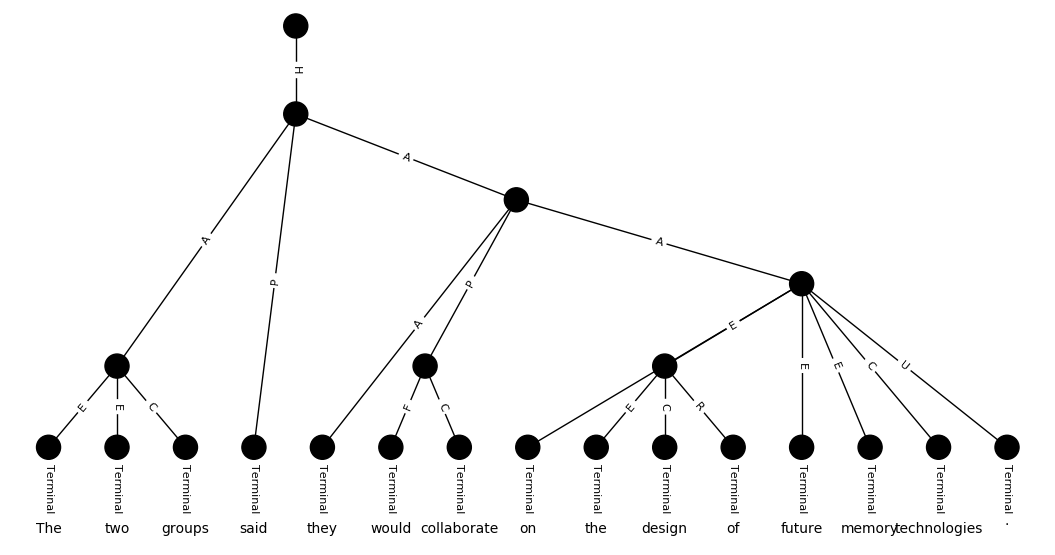 H
A
A
A
P
P
A
E
E
E
C
U
E
E
C
F
C
E
C
R
Terminal Terminal Terminal Terminal Terminal Terminal Terminal Terminal Terminal Terminal Terminal Terminal Terminal Terminal Terminal
The two groups said they would collaborate on the design of future memory technologies .